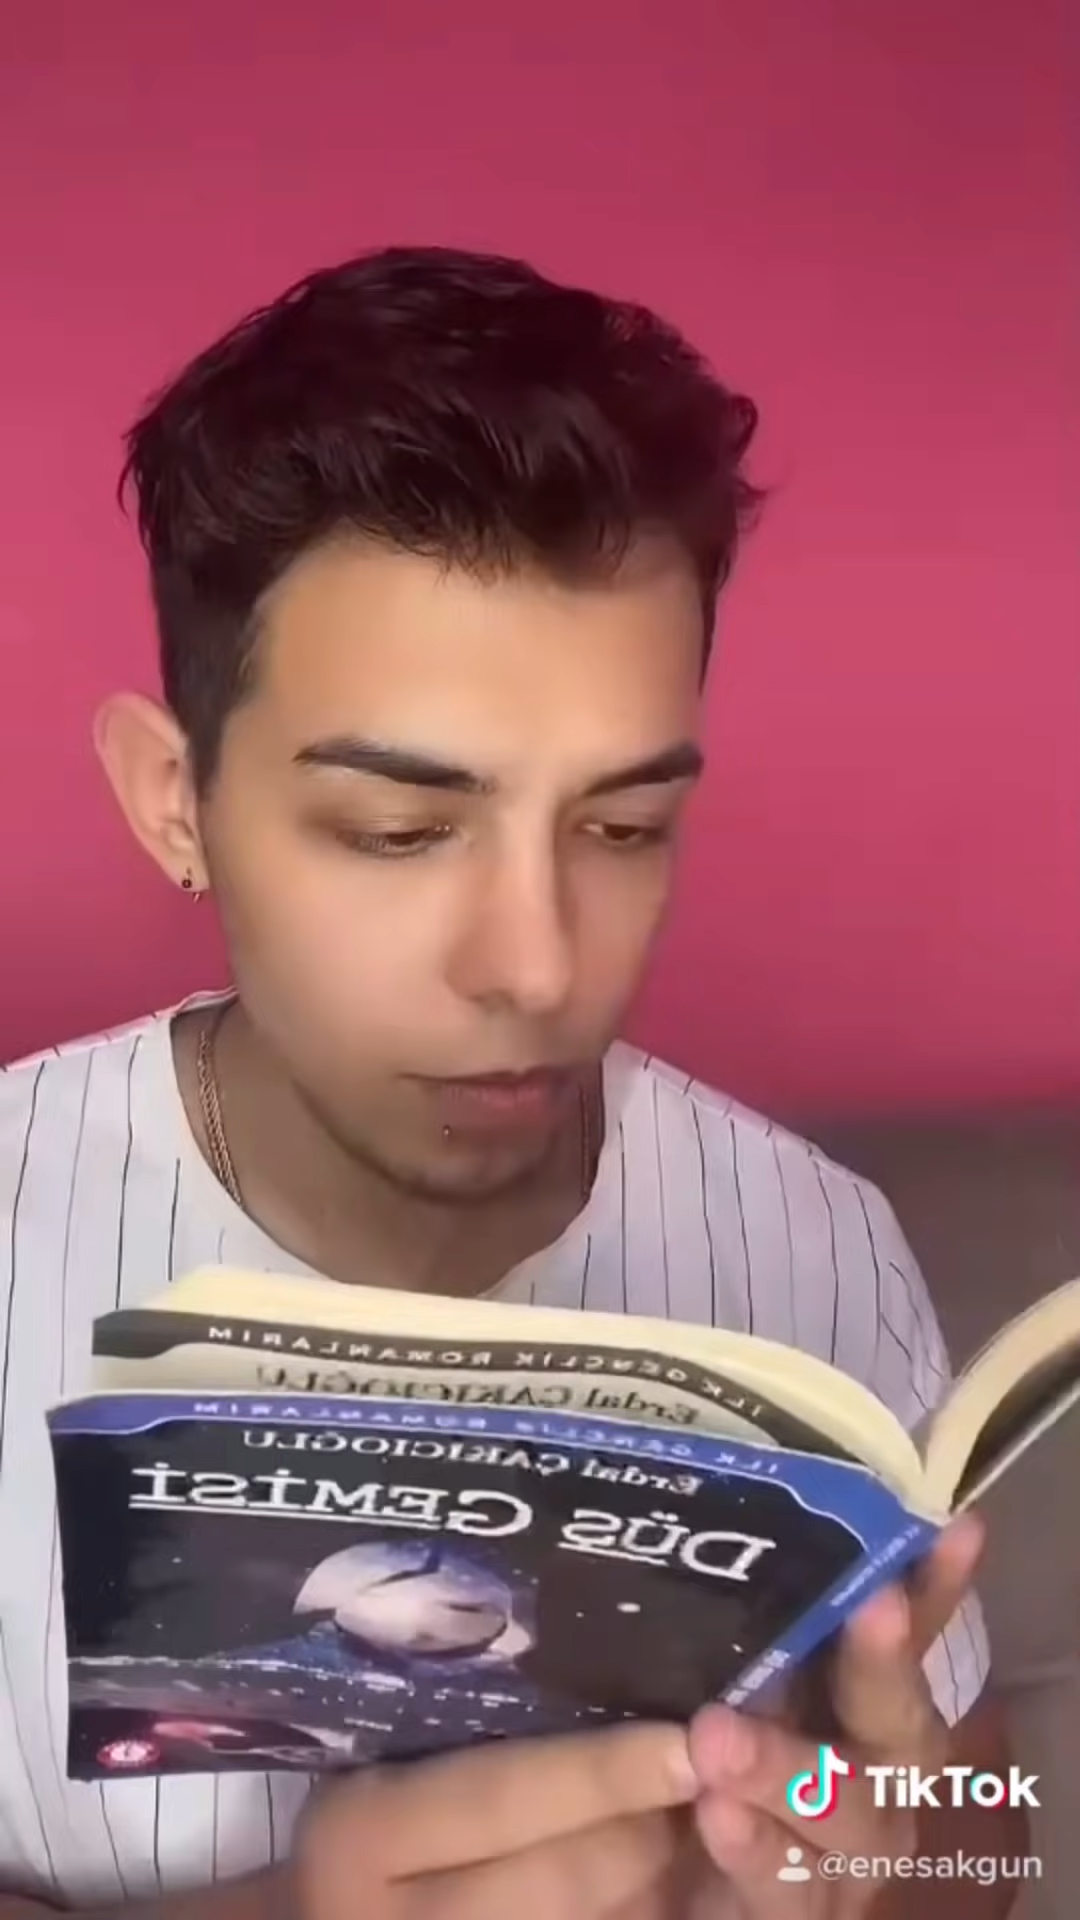 İLK GENÇLİK ROMANLARIM
Erdal ÇAKICIOĞLU
İLK GENÇLİK ROMANLARIM
Erdal ÇAKICIOĞLU
DÜŞ GEMİSİ
TikTok
@enesakgun